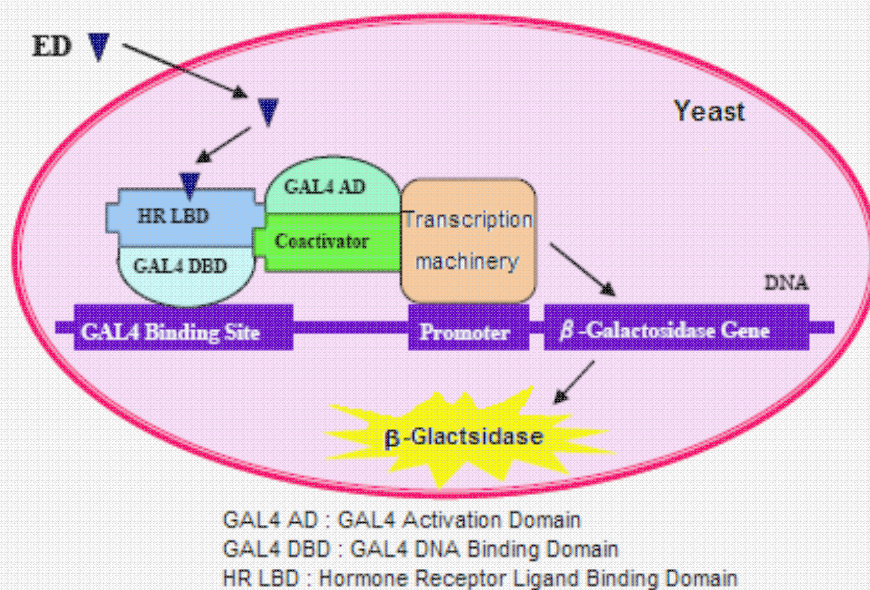 ED
Yeast
GAL4 AD
HR LBD
Coactivator
GAL4 DBD
Transcription
machinery
DNA
GAL4 Binding Site
Promoter
β-Galactosidase Gene
β-Glactsidase
GAL4 AD : GAL4 Activation Domain
GAL4 DBD : GAL4 DNA Binding Domain
HR LBD : Hormone Receptor Ligand Binding Domain